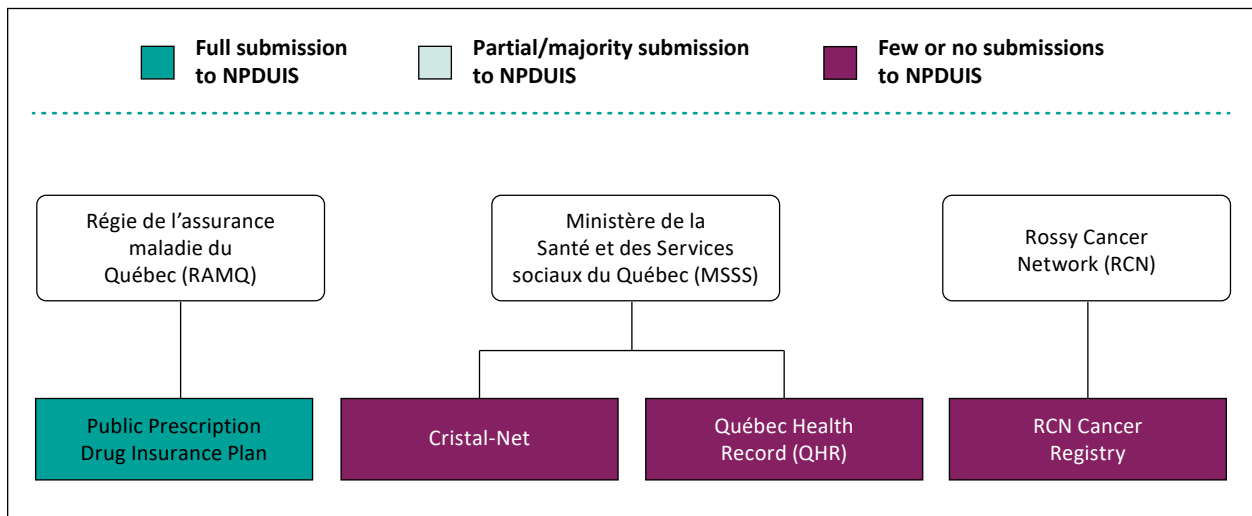 Full submission
to NPDUIS
Partial/majority submission
to NPDUIS
Few or no submissions
to NPDUIS
Régie de l’assurance
maladie du
Québec (RAMQ)
Ministère de la
Santé et des Services
sociaux du Québec (MSSS)
Rossy Cancer
Network (RCN)
Public Prescription
Drug Insurance Plan
Cristal-Net
Québec Health
Record (QHR)
RCN Cancer
Registry